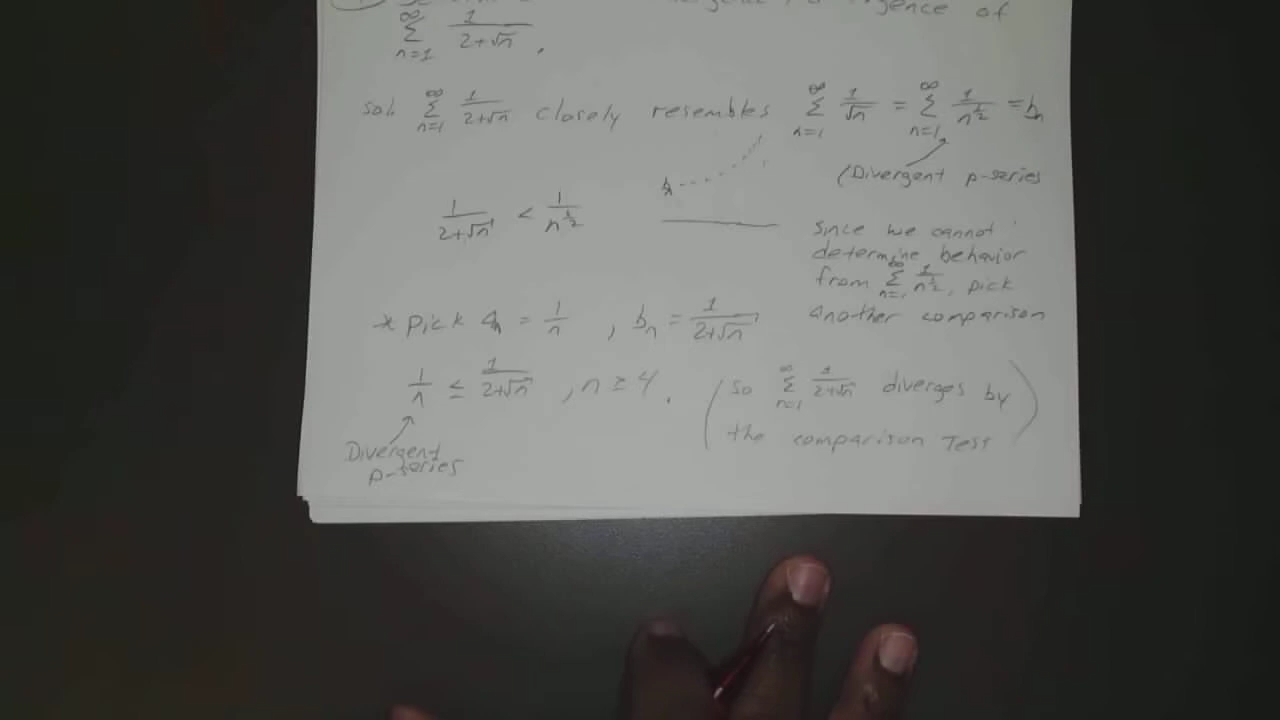 gence of
∞ Σ n=1 1/(2+√n) .
sol. ∞ Σ n=1 1/(2+√n) closely resembles ∞ Σ n=1 1/√n = ∞ Σ n=1 1/n^(1/2) = bn
(Divergent p-series
1/(2+√n) < 1/n^(1/2)
since we cannot
determine behavior
from ∞ Σ n=1 1/n^(1/2), pick
another comparison
* pick an = 1/n , bn = 1/(2+√n)
1/n ≤ 1/(2+√n) , n ≥ 4 .
Divergent
p-series
(so ∞ Σ n=1 1/(2+√n) diverges by
the comparison Test)